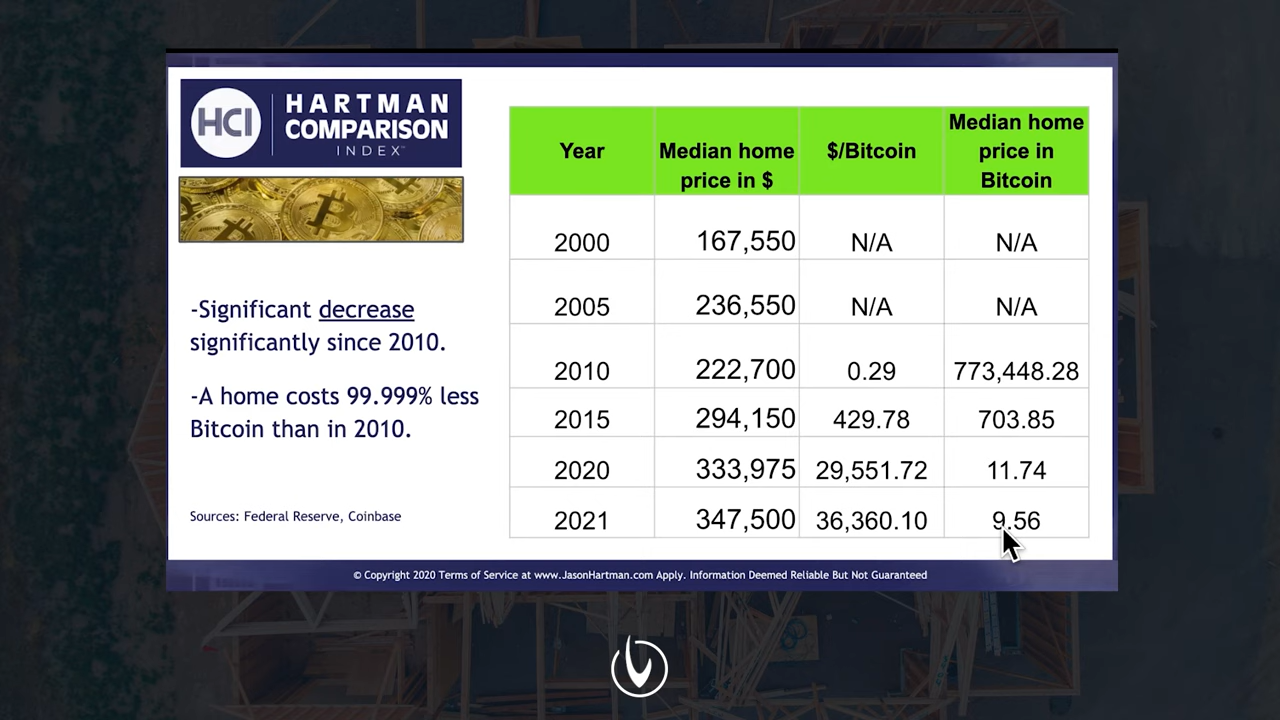 HCI
HARTMAN
COMPARISON
INDEX™
-Significant decrease
significantly since 2010.
-A home costs 99.999% less
Bitcoin than in 2010.
Sources: Federal Reserve, Coinbase
Year Median home price in $ $/Bitcoin Median home price in Bitcoin
2000 167,550 N/A N/A
2005 236,550 N/A N/A
2010 222,700 0.29 773,448.28
2015 294,150 429.78 703.85
2020 333,975 29,551.72 11.74
2021 347,500 36,360.10 9.56
© Copyright 2020 Terms of Service at www.JasonHartman.com Apply. Information Deemed Reliable But Not Guaranteed